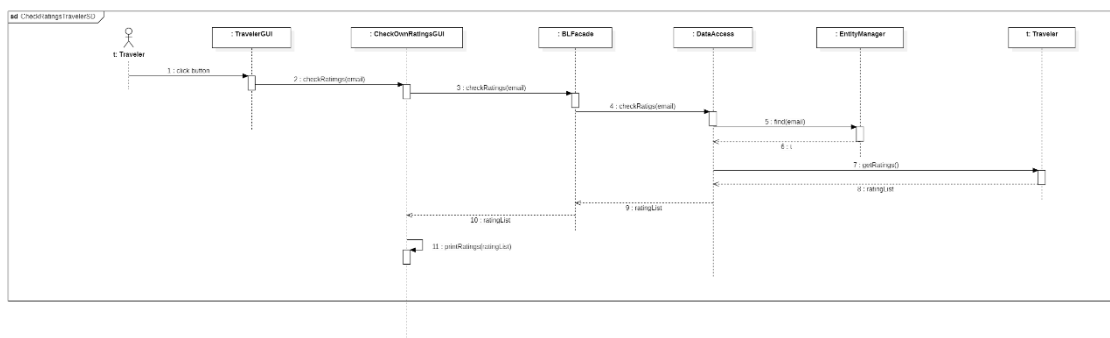 sd CheckRatingsTravelerSD
t: Traveler
: TravelerGUI
: CheckOwnRatingsGUI
: BLFacade
: DataAccess
: EntityManager
t: Traveler
1 : click button
2 : checkRatings(email)
3 : checkRatings(email)
4 : checkRatigs(email)
5 : find(email)
6 : t
7 : getRatings()
8 : ratingList
9 : ratingList
10 : ratingList
11 : printRatings(ratingList)